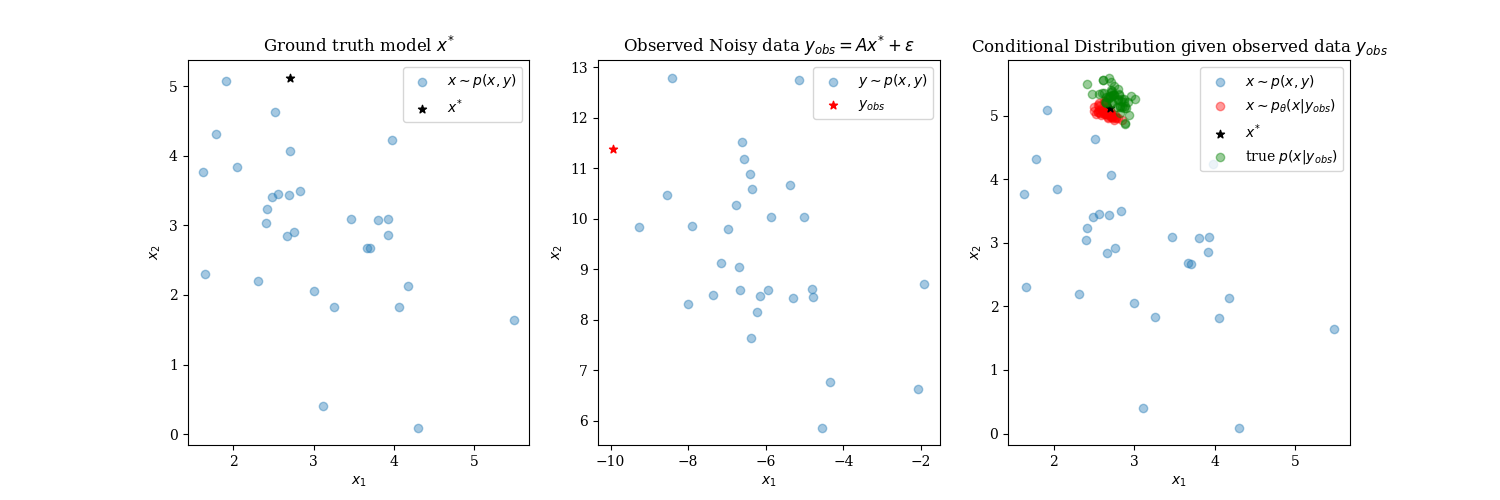 Ground truth model x*
x ~ p(x, y)
x*
5
4
3
2
1
0
x₂
2
3
4
5
x₁
Observed Noisy data y_obs = Ax* + ε
y ~ p(x, y)
y_obs
13
12
11
10
9
8
7
6
x₂
−10
−8
−6
−4
−2
x₁
Conditional Distribution given observed data y_obs
x ~ p(x, y)
x ~ p_θ(x|y_obs)
x*
true p(x|y_obs)
5
4
3
2
1
0
x₂
2
3
4
5
x₁